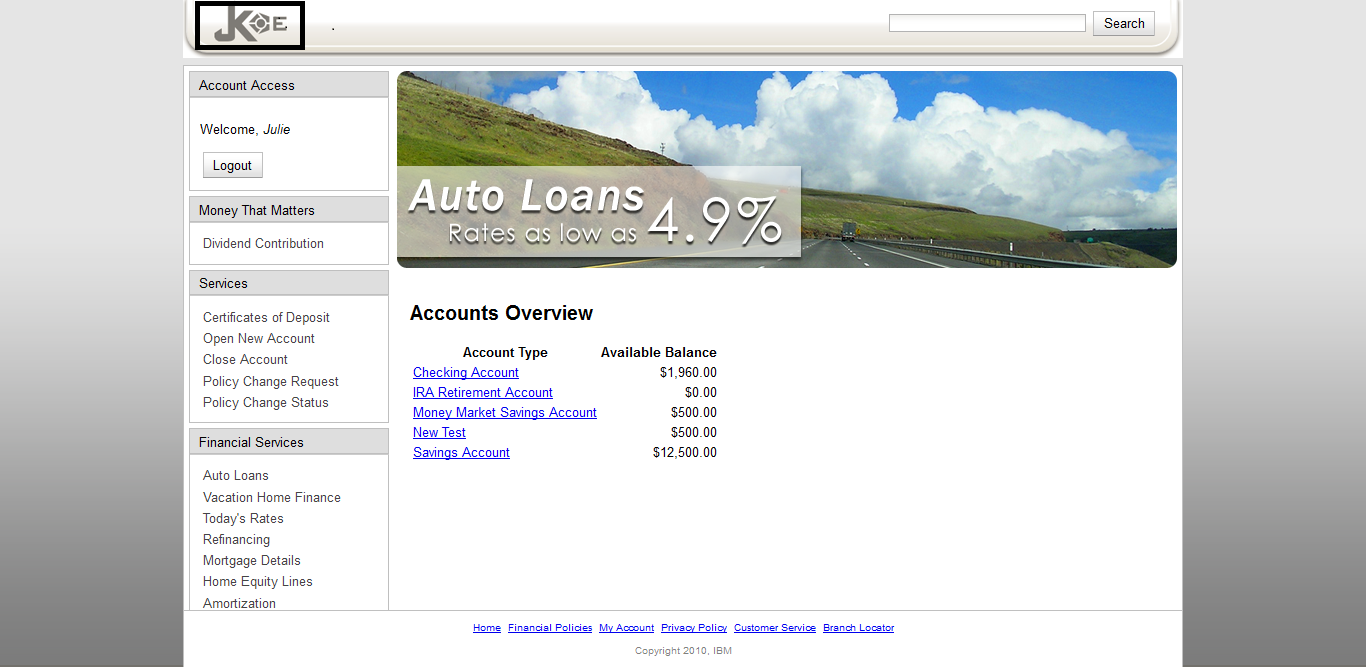 JKE
.
Search
Account Access
Welcome, Julie
Logout
Money That Matters
Dividend Contribution
Services
Certificates of Deposit
Open New Account
Close Account
Policy Change Request
Policy Change Status
Financial Services
Auto Loans
Vacation Home Finance
Today's Rates
Refinancing
Mortgage Details
Home Equity Lines
Amortization
Auto Loans
Rates as low as 4.9%
Accounts Overview
Account Type Available Balance
Checking Account $1,960.00
IRA Retirement Account $0.00
Money Market Savings Account $500.00
New Test $500.00
Savings Account $12,500.00
Home Financial Policies My Account Privacy Policy Customer Service Branch Locator
Copyright 2010, IBM